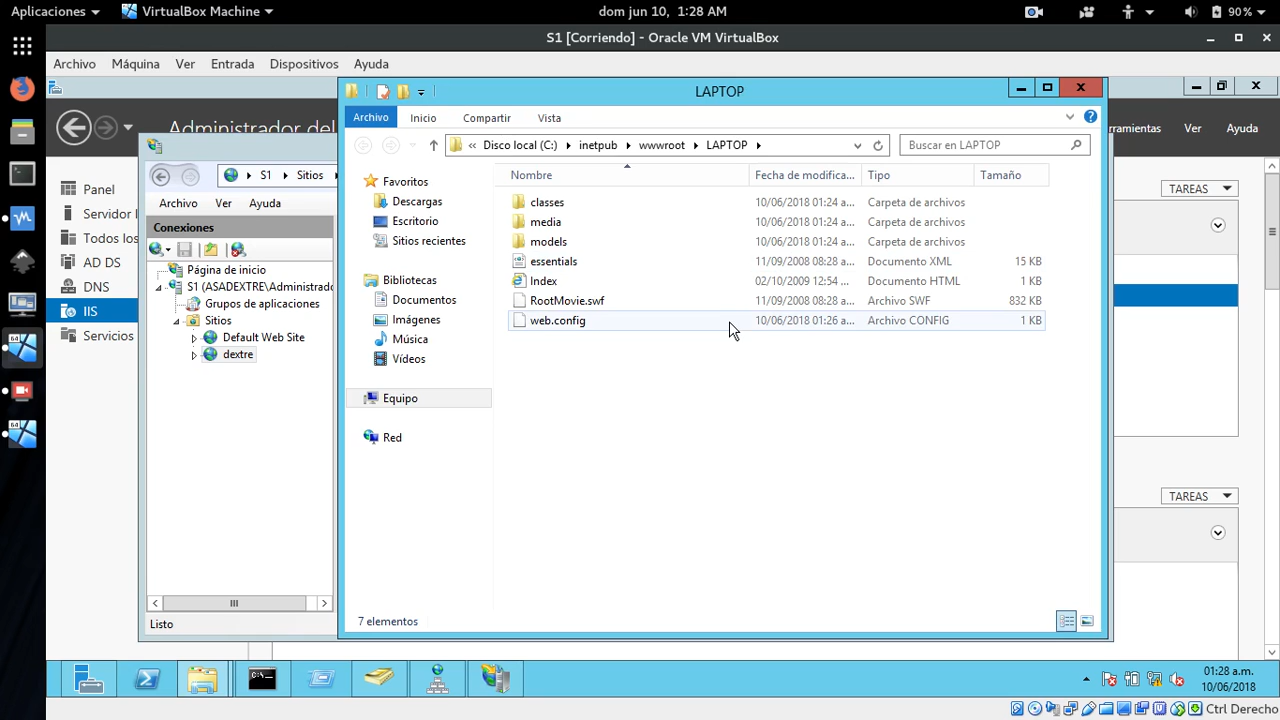 Aplicaciones
VirtualBox Machine
dom jun 10, 1:28 AM
90%
S1 [Corriendo] - Oracle VM VirtualBox
Archivo Máquina Ver Entrada Dispositivos Ayuda
LAPTOP
Administrador del
rramientas Ver Ayuda
Archivo Inicio Compartir Vista
« Disco local (C:) inetpub wwwroot LAPTOP
Buscar en LAPTOP
S1 Sitios
Archivo Ver Ayuda
Conexiones
Página de inicio
S1 (ASADEXTRE\Administrado
Grupos de aplicaciones
Sitios
Default Web Site
dextre
Listo
Panel
Servidor l
Todos los
AD DS
DNS
IIS
Servicios
Favoritos
Descargas
Escritorio
Sitios recientes
Bibliotecas
Documentos
Imágenes
Música
Vídeos
Equipo
Red
Nombre Fecha de modifica... Tipo Tamaño
classes 10/06/2018 01:24 a... Carpeta de archivos
media 10/06/2018 01:24 a... Carpeta de archivos
models 10/06/2018 01:24 a... Carpeta de archivos
essentials 11/09/2008 08:28 a... Documento XML 15 KB
Index 02/10/2009 12:54 ... Documento HTML 1 KB
RootMovie.swf 11/09/2008 08:28 a... Archivo SWF 832 KB
web.config 10/06/2018 01:26 a... Archivo CONFIG 1 KB
7 elementos
TAREAS
TAREAS
01:28 a.m.
10/06/2018
Ctrl Derecho